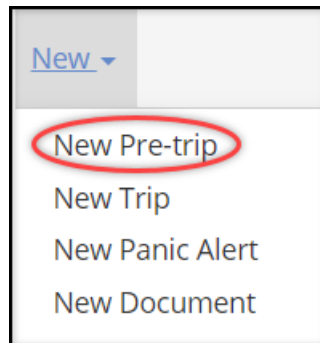 New
New Pre-trip
New Trip
New Panic Alert
New Document